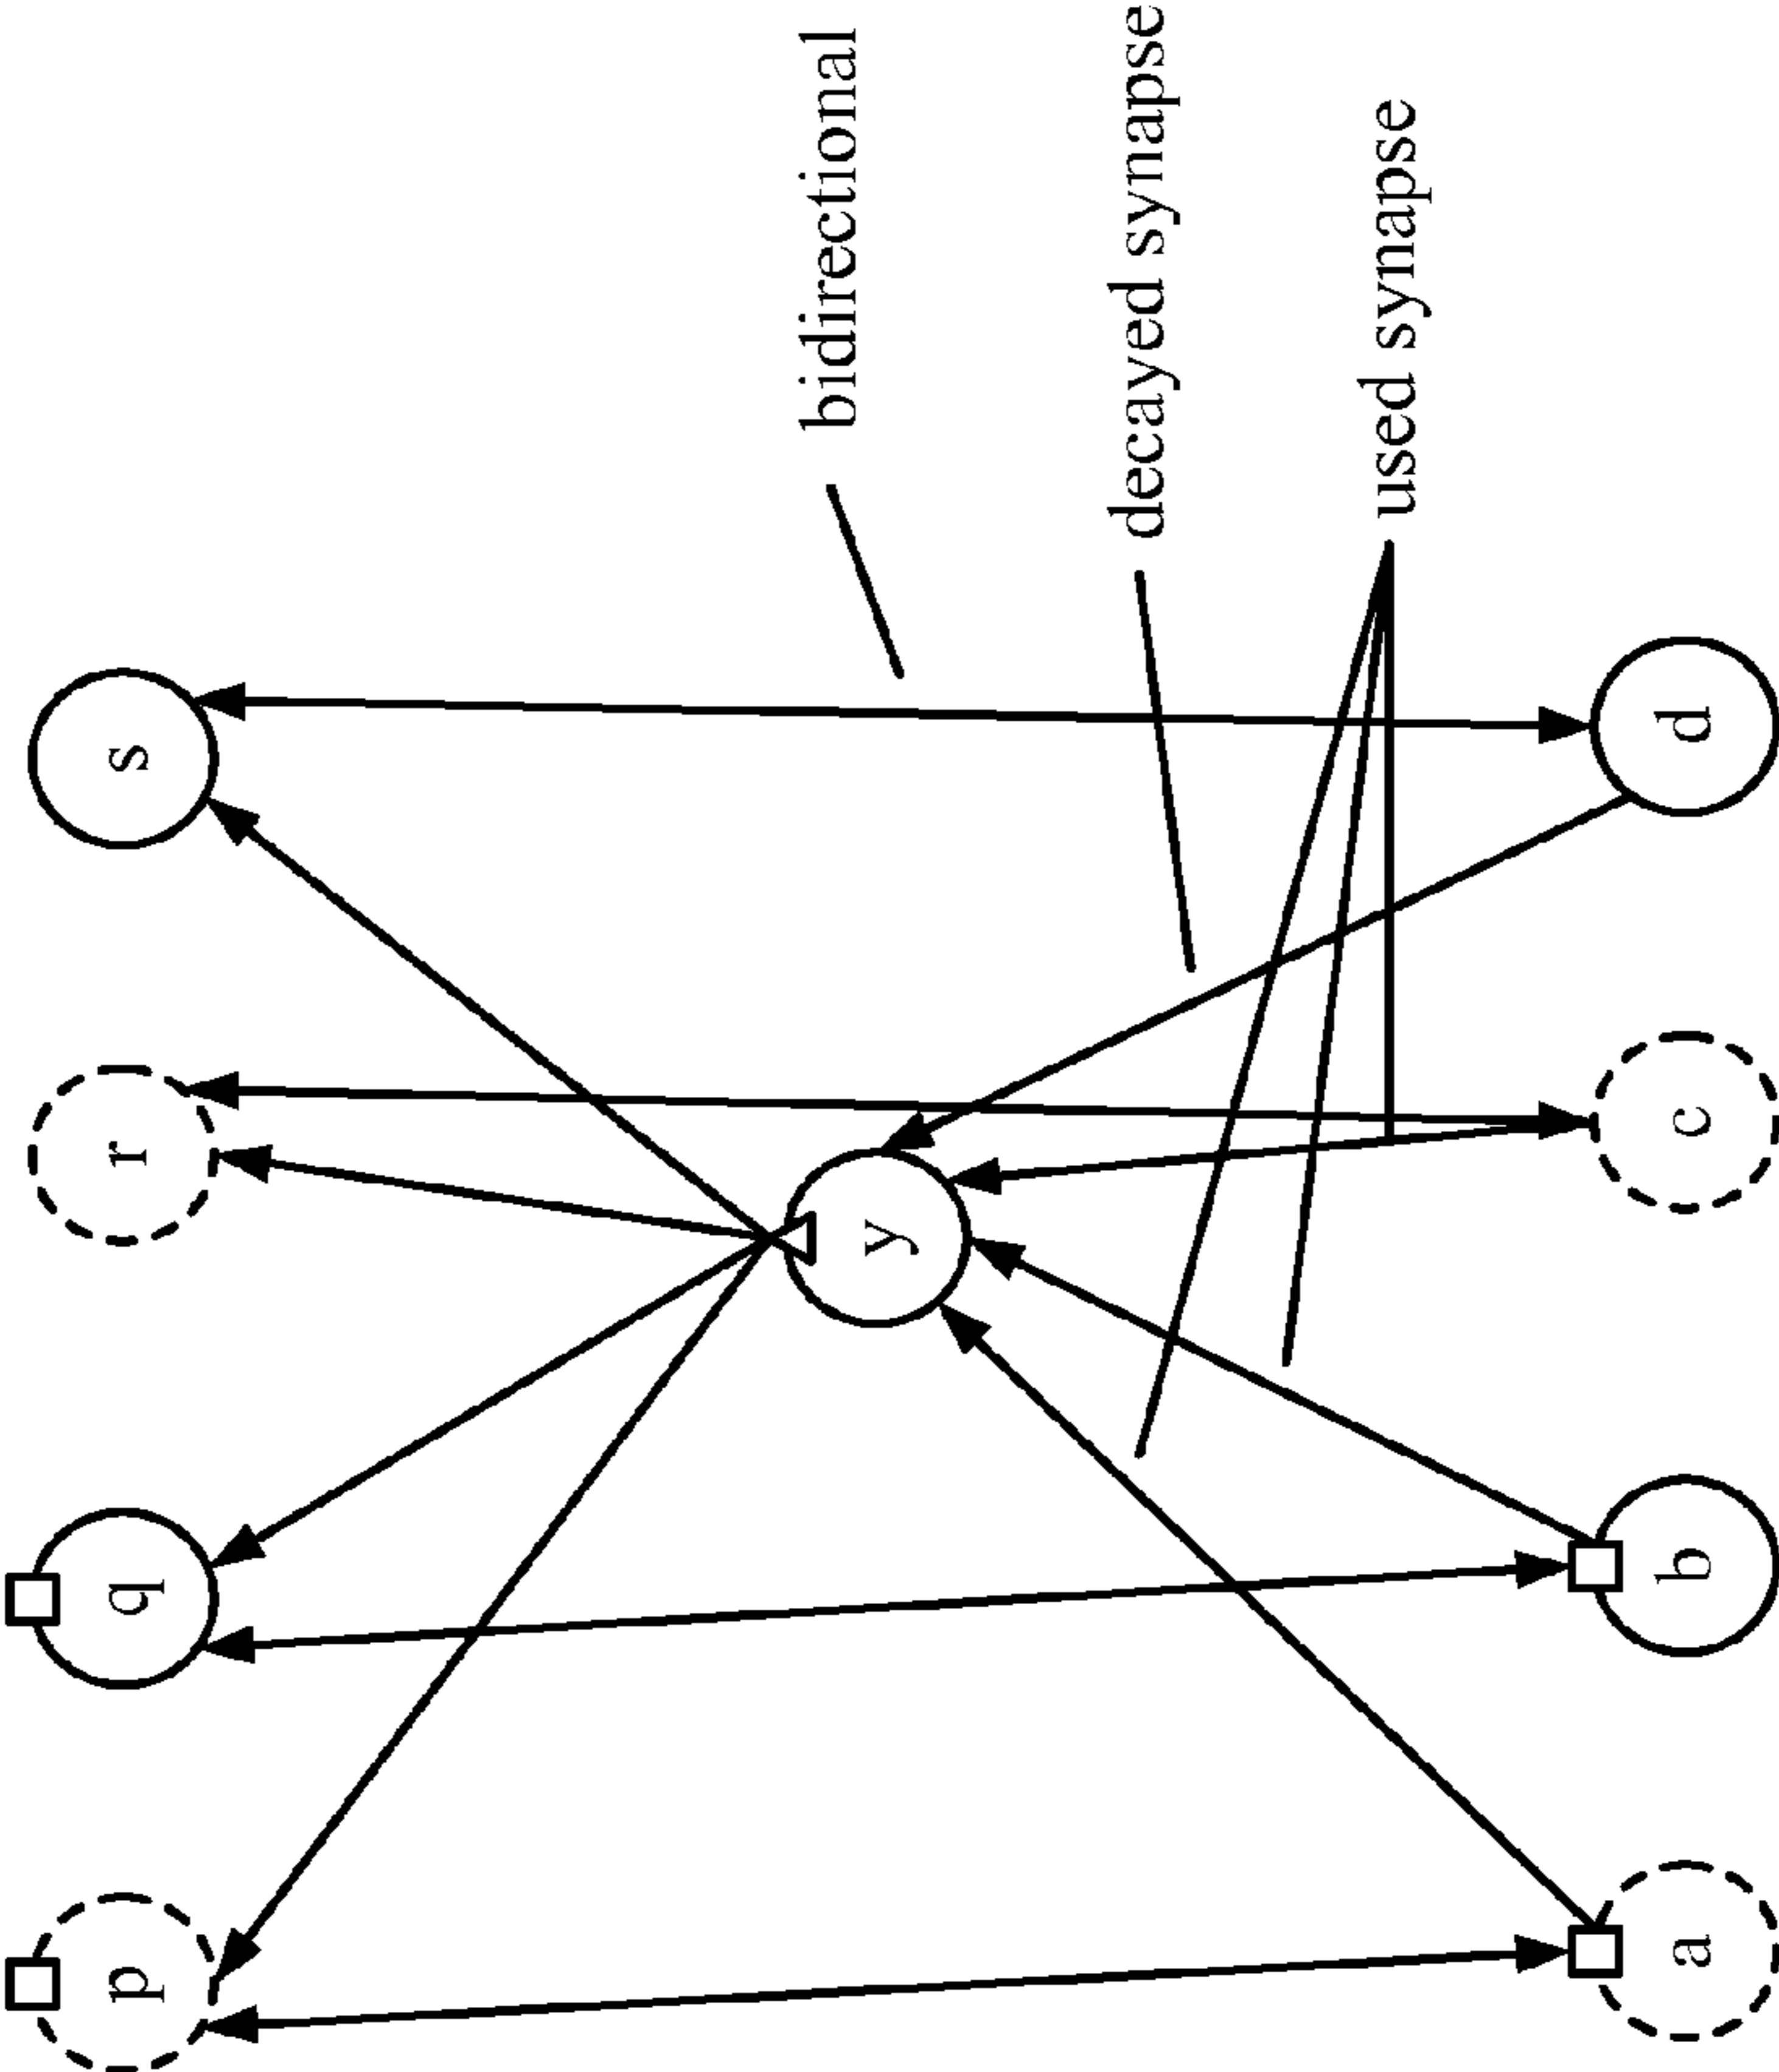 p
q
r
s
bidirectional
y
decayed synapse
used synapse
a
b
c
d